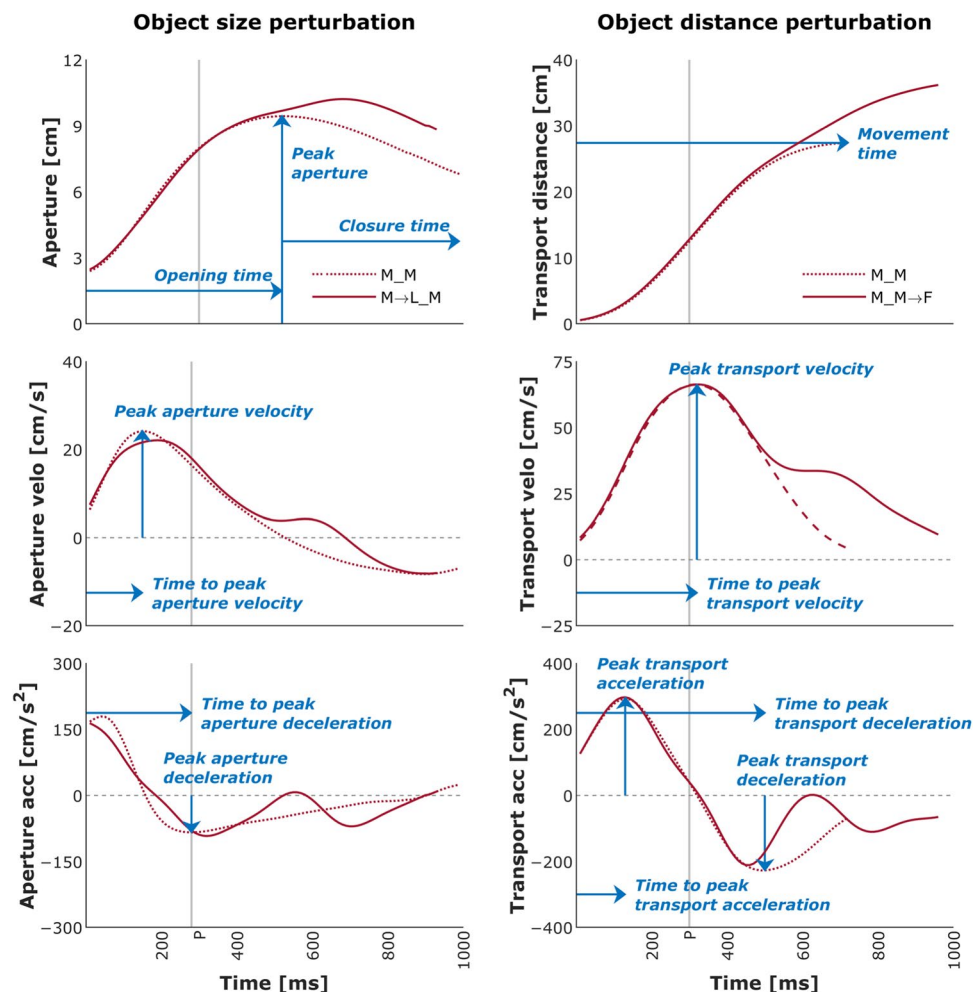 Object size perturbation
Object distance perturbation
Aperture [cm]
12
9
6
3
0
Peak
aperture
Closure time
Opening time
M_M
M→L_M
Transport distance [cm]
40
30
20
10
0
Movement
time
M_M
M_M→F
Aperture velo [cm/s]
40
20
0
−20
Peak aperture velocity
Time to peak
aperture velocity
Transport velo [cm/s]
75
50
25
0
−25
Peak transport velocity
Time to peak
transport velocity
Aperture acc [cm/s²]
300
150
0
−150
−300
Time to peak
aperture deceleration
Peak aperture
deceleration
200
P
400
600
800
1000
Time [ms]
Transport acc [cm/s²]
400
200
0
−200
−400
Peak transport
acceleration
Time to peak
transport deceleration
Peak transport
deceleration
Time to peak
transport acceleration
200
P
400
600
800
1000
Time [ms]